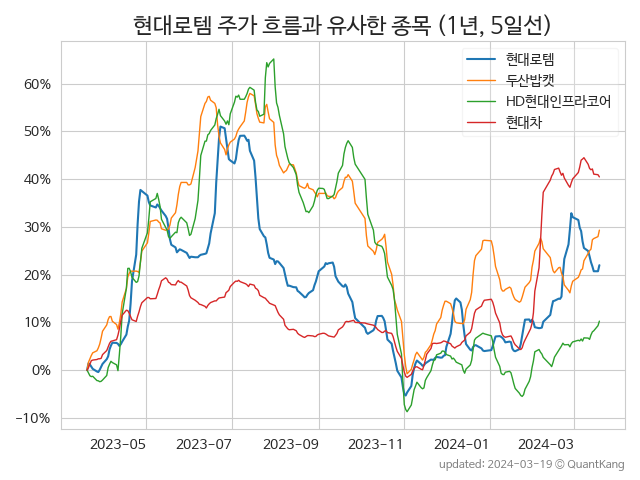 현대로템 주가 흐름과 유사한 종목 (1년, 5일선)
현대로템
두산밥캣
HD현대인프라코어
현대차
60%
50%
40%
30%
20%
10%
0%
−10%
2023-05 2023-07 2023-09 2023-11 2024-01 2024-03
updated: 2024-03-19 © QuantKang